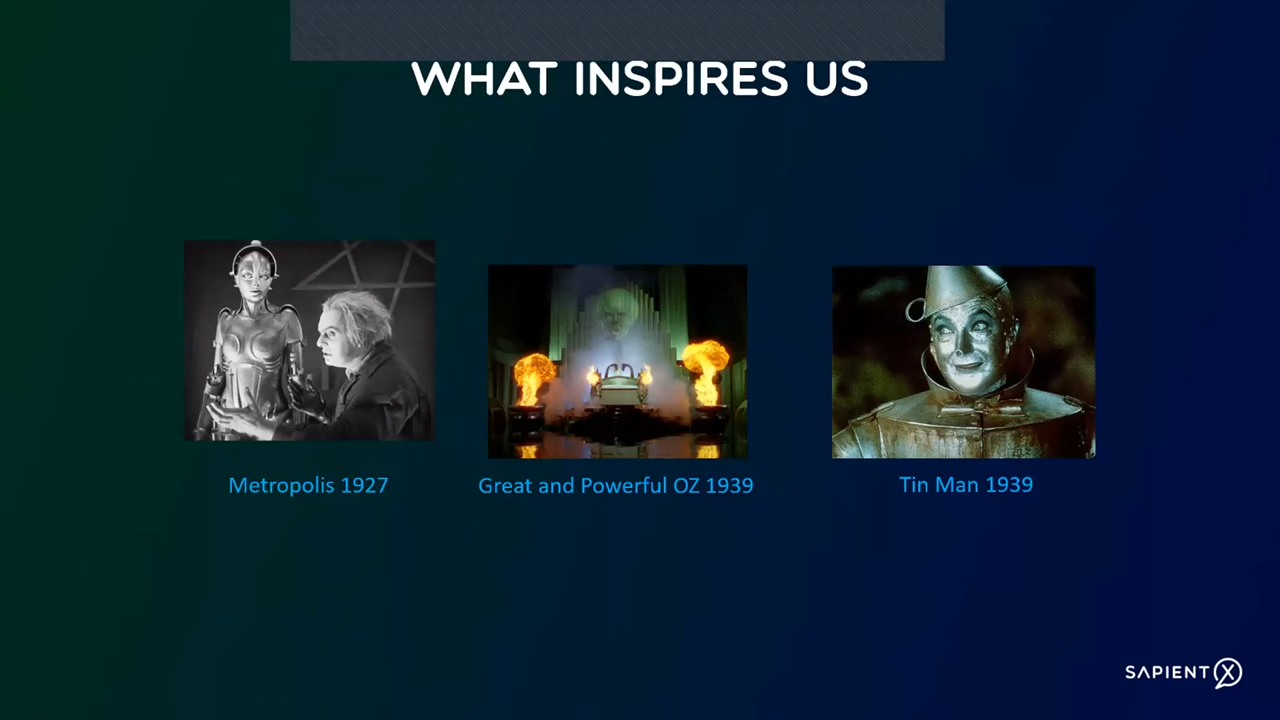 WHAT INSPIRES US
Metropolis 1927
Great and Powerful OZ 1939
Tin Man 1939
SAPIENT X